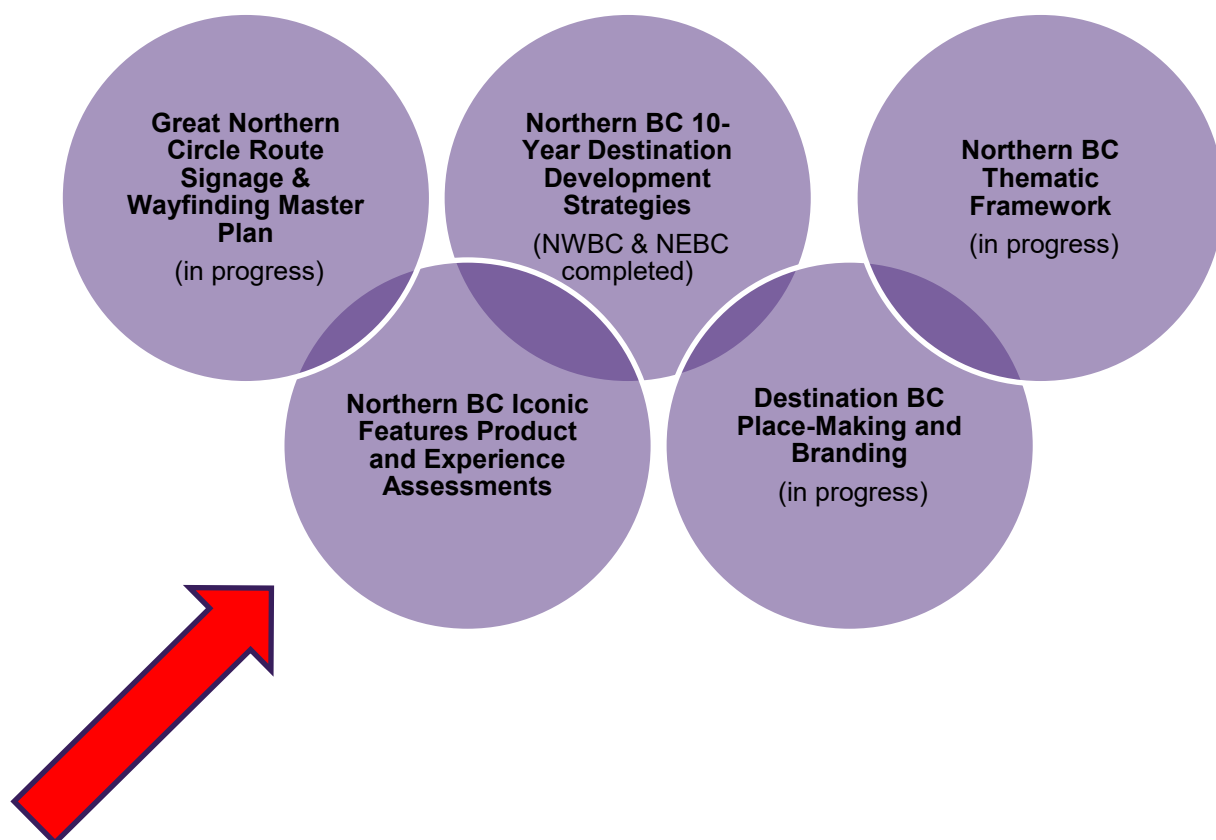 Great Northern
Circle Route
Signage &
Wayfinding Master
Plan
(in progress)
Northern BC 10-
Year Destination
Development
Strategies
(NWBC & NEBC
completed)
Northern BC
Thematic
Framework
(in progress)
Northern BC Iconic
Features Product
and Experience
Assessments
Destination BC
Place-Making and
Branding
(in progress)